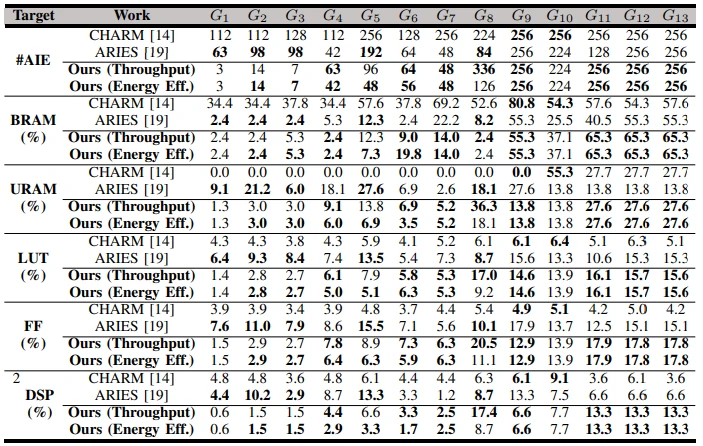 Target Work G1 G2 G3 G4 G5 G6 G7 G8 G9 G10 G11 G12 G13
CHARM [14] 112 112 128 112 256 128 256 224 256 256 256 256 256
#AIE ARIES [19] 63 98 98 42 192 64 48 84 256 224 128 256 256
Ours (Throughput) 3 14 7 63 96 64 48 336 256 224 256 256 256
Ours (Energy Eff.) 3 14 7 42 48 56 48 126 256 224 256 256 256
CHARM [14] 34.4 34.4 37.8 34.4 57.6 37.8 69.2 52.6 80.8 54.3 57.6 54.3 57.6
BRAM ARIES [19] 2.4 2.4 2.4 5.3 12.3 2.4 22.2 8.2 55.3 25.5 40.5 55.3 55.3
(%) Ours (Throughput) 2.4 2.4 5.3 2.4 12.3 9.0 14.0 2.4 55.3 37.1 65.3 65.3 65.3
Ours (Energy Eff.) 2.4 2.4 5.3 2.4 7.3 19.8 14.0 2.4 55.3 37.1 65.3 65.3 65.3
CHARM [14] 0.0 0.0 0.0 0.0 0.0 0.0 0.0 0.0 0.0 55.3 27.7 27.7 27.7
URAM ARIES [19] 9.1 21.2 6.0 18.1 27.6 6.9 2.6 18.1 27.6 13.8 13.8 13.8 13.8
(%) Ours (Throughput) 1.3 3.0 3.0 9.1 13.8 6.9 5.2 36.3 13.8 13.8 27.6 27.6 27.6
Ours (Energy Eff.) 1.3 3.0 3.0 6.0 6.9 3.5 5.2 18.1 13.8 13.8 27.6 27.6 27.6
CHARM [14] 4.3 4.3 3.8 4.3 5.9 4.1 5.2 6.1 6.1 6.4 5.1 6.3 5.1
LUT ARIES [19] 6.4 9.3 8.4 7.4 13.5 5.4 7.3 8.7 15.6 13.3 10.6 15.3 15.3
(%) Ours (Throughput) 1.4 2.8 2.7 6.1 7.9 5.8 5.3 17.0 14.6 13.9 16.1 15.7 15.6
Ours (Energy Eff.) 1.4 2.8 2.7 5.0 5.1 6.3 5.3 9.2 14.6 13.9 16.1 15.7 15.6
CHARM [14] 3.9 3.9 3.4 3.9 4.8 3.7 4.4 5.4 4.9 5.1 4.2 5.0 4.2
FF ARIES [19] 7.6 11.0 7.9 8.6 15.5 7.1 5.6 10.1 17.9 13.7 12.5 15.1 15.1
(%) Ours (Throughput) 1.5 2.9 2.7 7.8 8.9 7.3 6.3 20.5 12.9 13.9 17.9 17.8 17.8
Ours (Energy Eff.) 1.5 2.9 2.7 6.4 6.3 5.9 6.3 11.1 12.9 13.9 17.9 17.8 17.8
2 CHARM [14] 4.8 4.8 3.6 4.8 6.1 4.4 4.4 6.3 6.1 9.1 3.6 6.1 3.6
DSP ARIES [19] 4.4 10.2 2.9 8.7 13.3 3.3 1.2 8.7 13.3 7.5 6.6 6.6 6.6
(%) Ours (Throughput) 0.6 1.5 1.5 4.4 6.6 3.3 2.5 17.4 6.6 7.7 13.3 13.3 13.3
Ours (Energy Eff.) 0.6 1.5 1.5 2.9 3.3 1.7 2.5 8.7 6.6 7.7 13.3 13.3 13.3